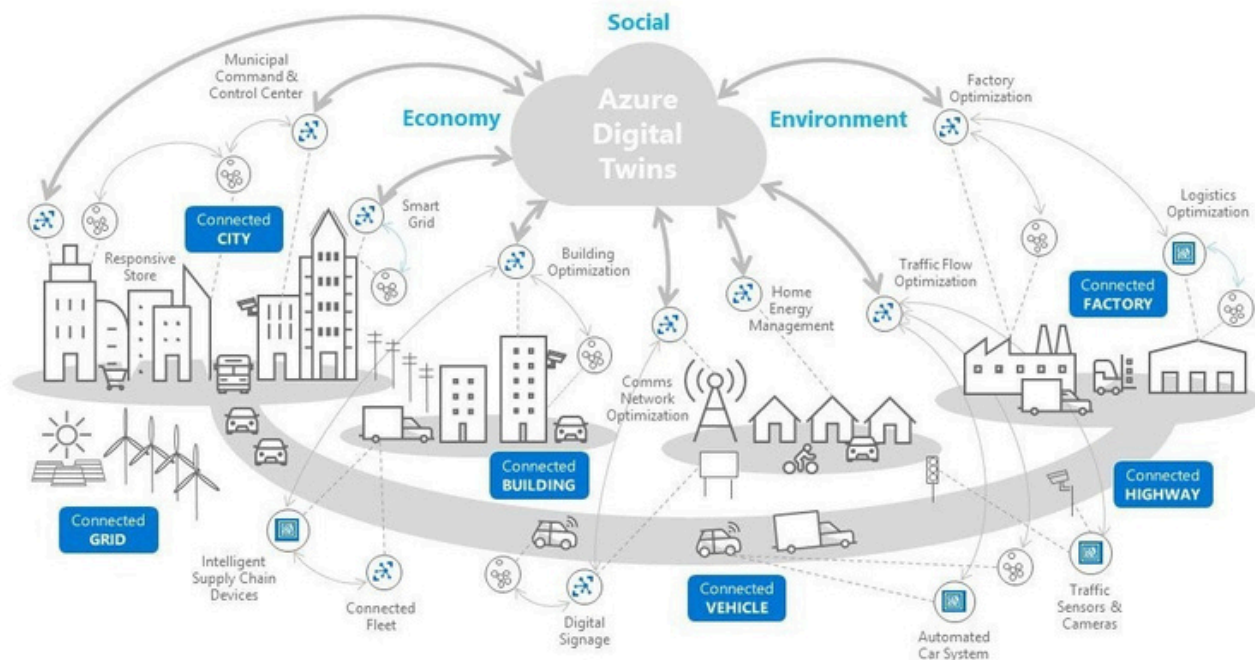 Social
Municipal
Command &
Control Center
Factory
Optimization
Economy
Azure
Digital
Twins
Environment
Connected
CITY
Smart
Grid
Logistics
Optimization
Responsive
Store
Building
Optimization
Traffic Flow
Optimization
Connected
FACTORY
Home
Energy
Management
Comms
Network
Optimization
Connected
BUILDING
Connected
HIGHWAY
Connected
GRID
Intelligent
Supply Chain
Devices
Connected
Fleet
Digital
Signage
Connected
VEHICLE
Automated
Car System
Traffic
Sensors &
Cameras